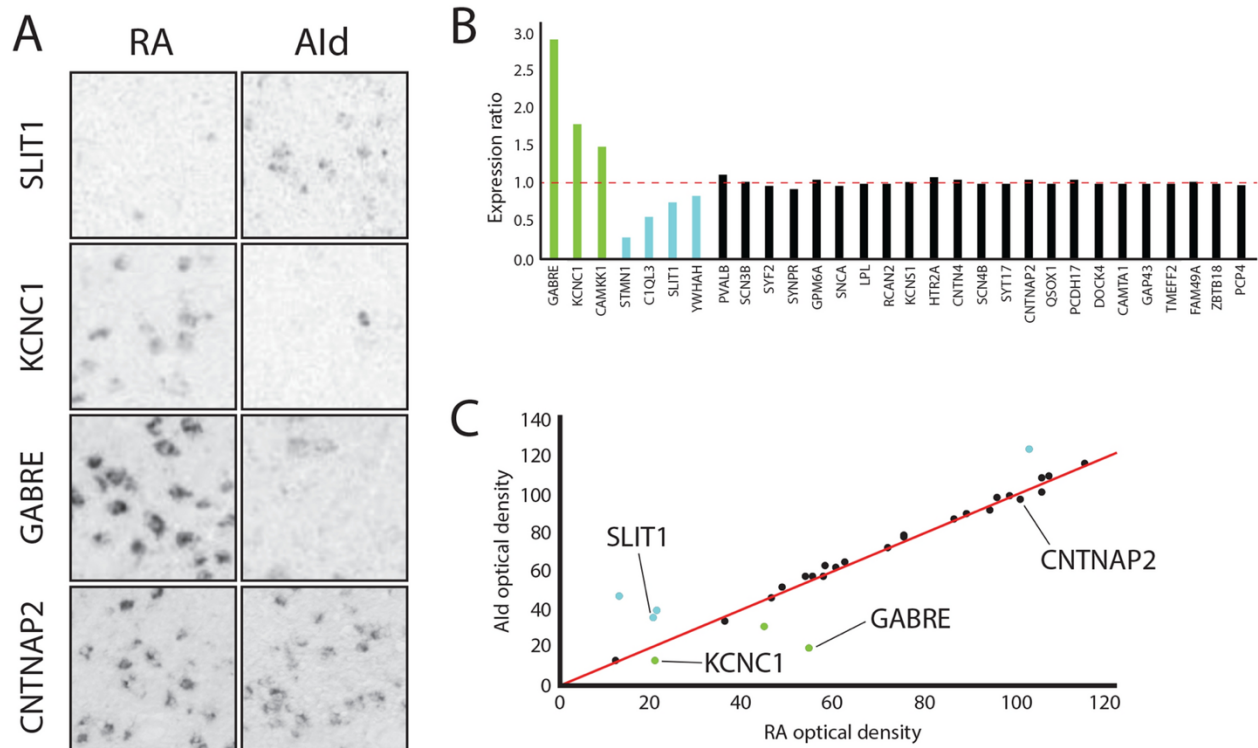 A
RA
AId
SLIT1
KCNC1
GABRE
CNTNAP2
B
Expression ratio
3.0
2.5
2.0
1.5
1.0
0.5
0.0
GABRE
KCNC1
CAMKK1
STMN1
C1QL3
SLIT1
YWHAH
PVALB
SCN3B
SYF2
SYNPR
GPM6A
SNCA
LPL
RCAN2
KCNS1
HTR2A
CNTN4
SCN4B
SYT17
CNTNAP2
QSOX1
PCDH17
DOCK4
CAMTA1
GAP43
TMEFF2
FAM49A
ZBTB18
PCP4
C
AId optical density
140
120
100
80
60
40
20
0
SLIT1
CNTNAP2
GABRE
KCNC1
0 20 40 60 80 100 120
RA optical density